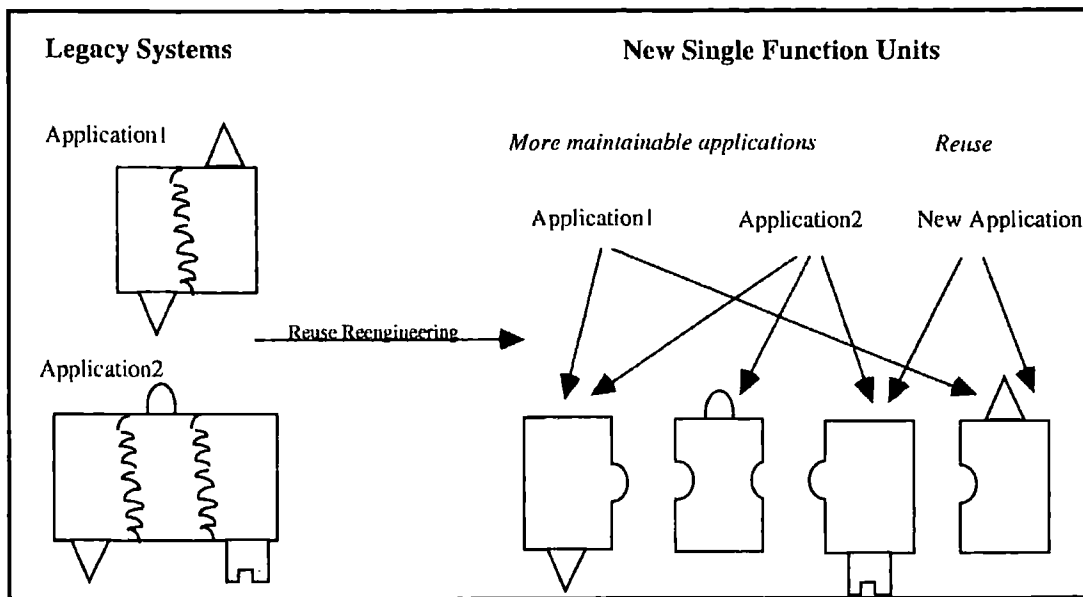 Legacy Systems
New Single Function Units
Application1
More maintainable applications
Reuse
Application1
Application2
New Application
Reuse Reengineering
Application2